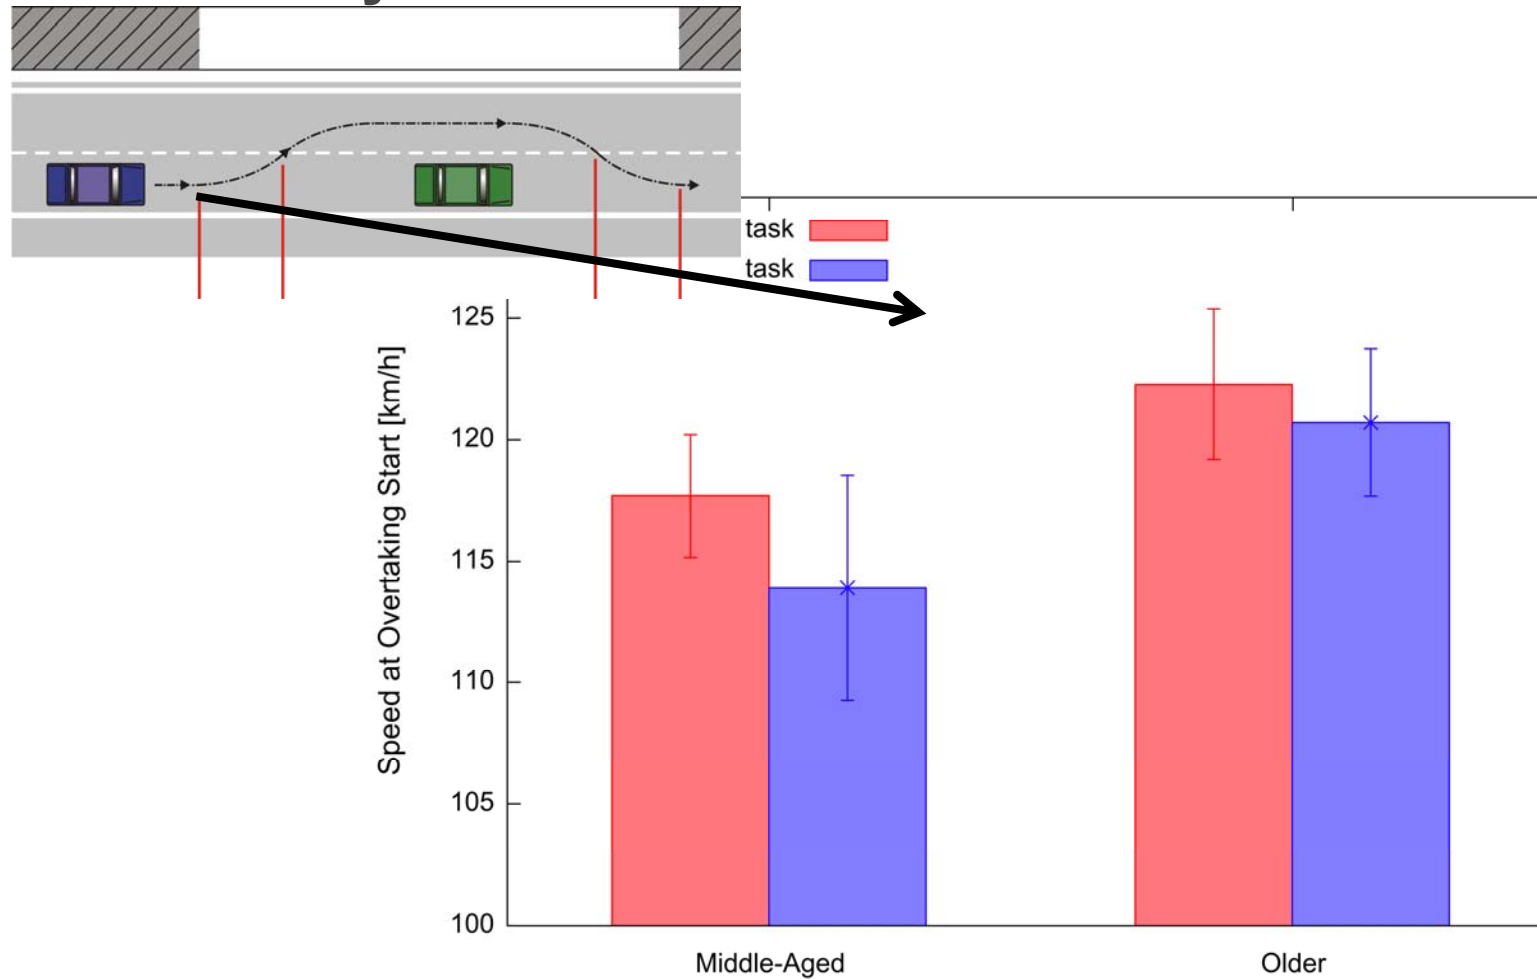 task
task
125
120
115
110
105
100
Speed at Overtaking Start [km/h]
Middle-Aged
Older